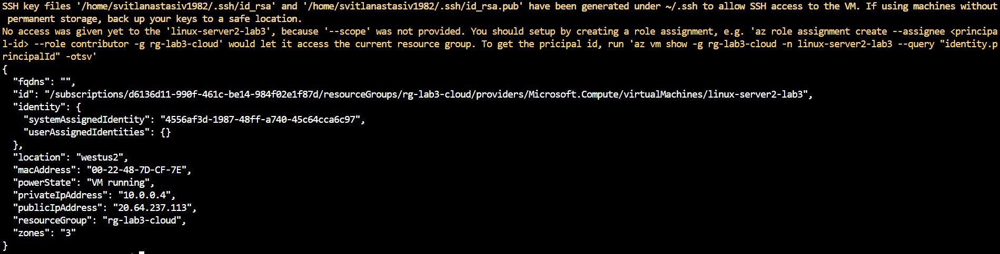 SSH key files '/home/svitlanastasiv1982/.ssh/id_rsa' and '/home/svitlanastasiv1982/.ssh/id_rsa.pub' have been generated under ~/.ssh to allow SSH access to the VM. If using machines without
 permanent storage, back up your keys to a safe location.
No access was given yet to the 'linux-server2-lab3', because '--scope' was not provided. You should setup by creating a role assignment, e.g. 'az role assignment create --assignee <principa
l-id> --role contributor -g rg-lab3-cloud' would let it access the current resource group. To get the pricipal id, run 'az vm show -g rg-lab3-cloud -n linux-server2-lab3 --query "identity.p
rincipalId" -otsv'
{
  "fqdns": "",
  "id": "/subscriptions/d6136d11-990f-461c-be14-984f02e1f87d/resourceGroups/rg-lab3-cloud/providers/Microsoft.Compute/virtualMachines/linux-server2-lab3",
  "identity": {
    "systemAssignedIdentity": "4556af3d-1987-48ff-a740-45c64cca6c97",
    "userAssignedIdentities": {}
  },
  "location": "westus2",
  "macAddress": "00-22-48-7D-CF-7E",
  "powerState": "VM running",
  "privateIpAddress": "10.0.0.4",
  "publicIpAddress": "20.64.237.113",
  "resourceGroup": "rg-lab3-cloud",
  "zones": "3"
}